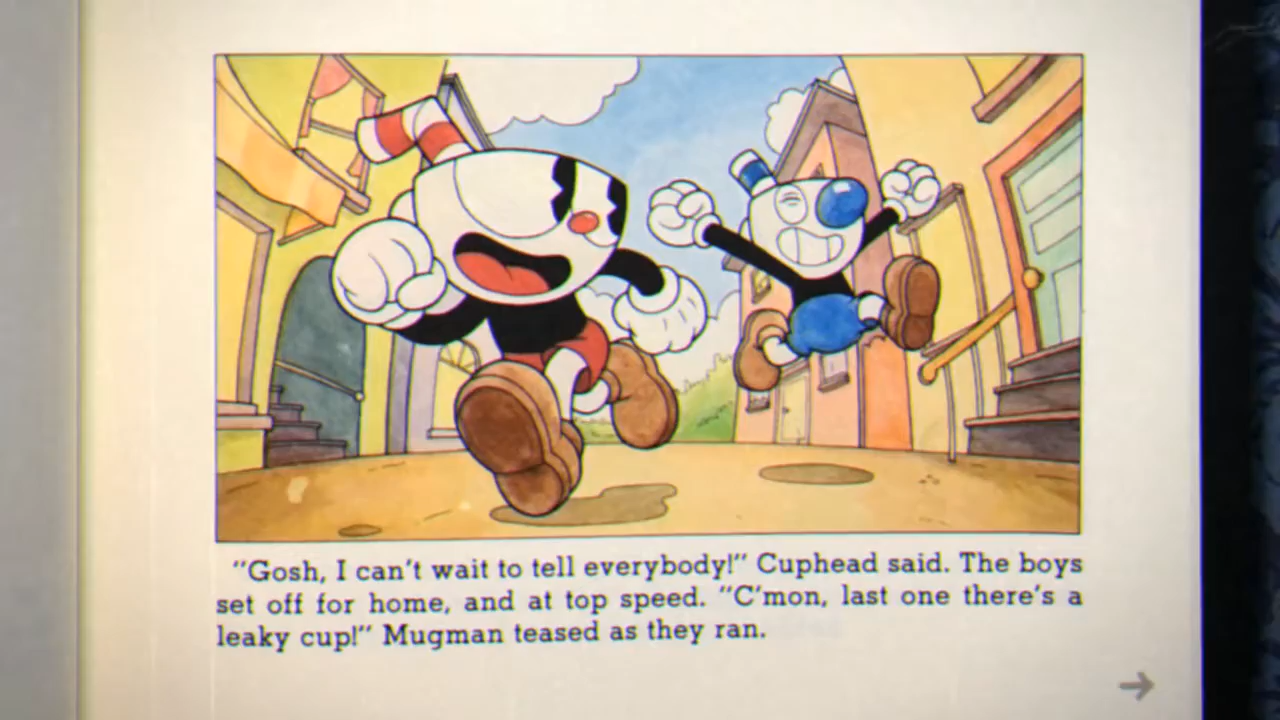 "Gosh, I can't wait to tell everybody!" Cuphead said. The boys
set off for home, and at top speed. "C'mon, last one there's a
leaky cup!" Mugman teased as they ran.